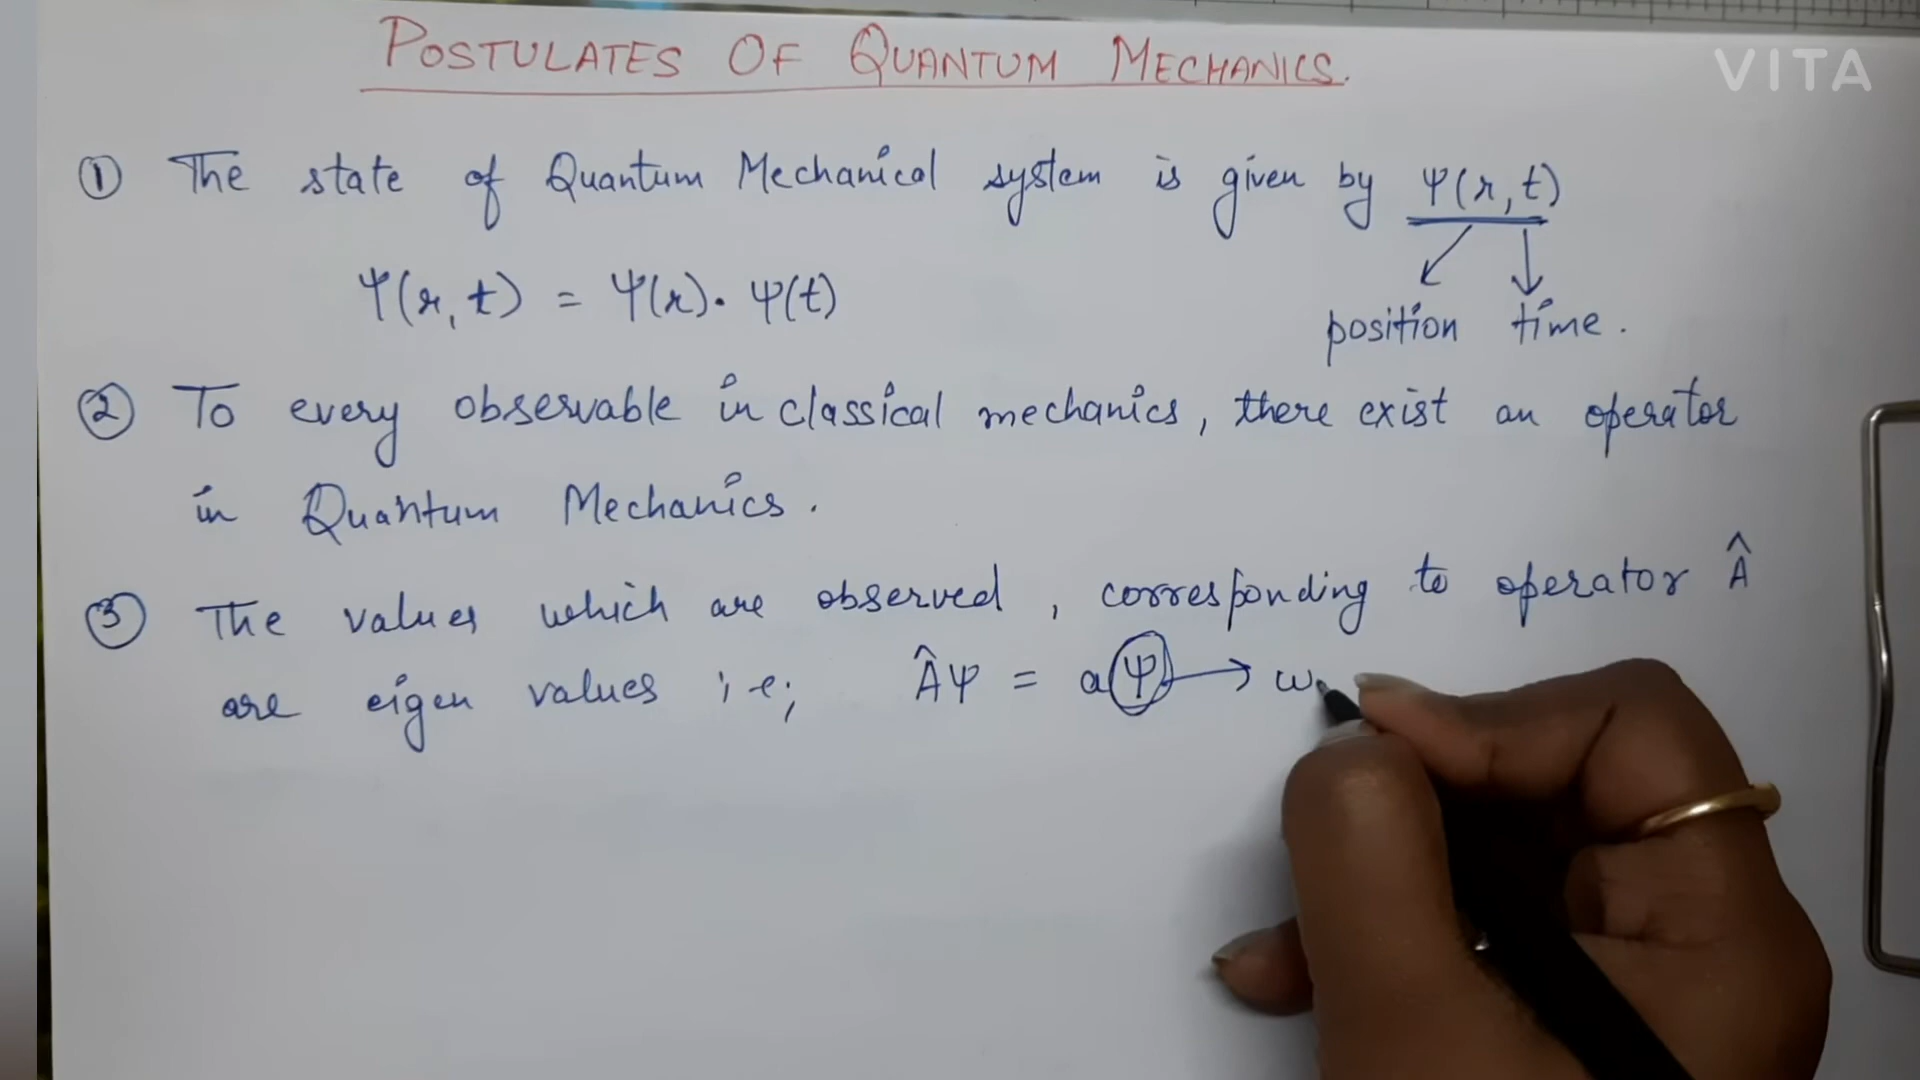 POSTULATES OF QUANTUM MECHANICS.
VITA
① The state of Quantum Mechanical system is given by Ψ(r,t)
Ψ(r,t) = Ψ(r). Ψ(t)
position time.
② To every observable in classical mechanics, there exist an operator
in Quantum Mechanics.
③ The values which are observed, corresponding to operator Â
are eigen values i.e; Âψ = aψ → w